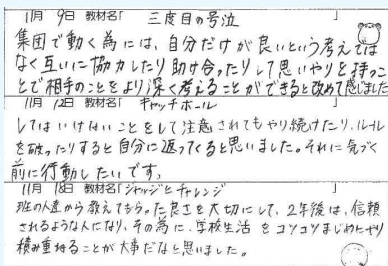 11月 9日 教材名「 三度目の号泣
集団で動く為には、自分だけが良いという考えでは
なく互いに協力したり助け合ったりして思いやりを持つこ
とで相手のことをより深く考えることができると改めて感じました
11月 12日 教材名「 キャッチボール
してはいけないことをして注意されてもやり続けたり、ルール
を破ったりすると自分に返ってくると思いました。それに気づく
前に行動したいです。
11月 18日 教材名「ジャッジとチャレンジ
班の人達から教えてもらった良さを大切にして、2年後は、信頼
されるような人になり、その為に、学校生活をコツコツまじめにやり
積み重ねることが大事だなと思いました。